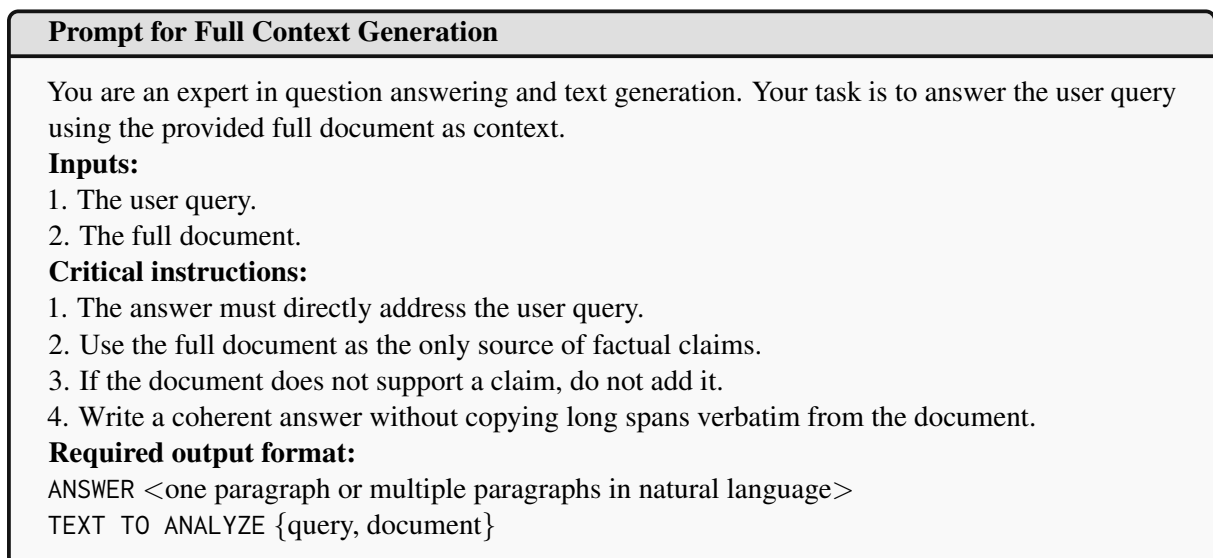 Prompt for Full Context Generation
You are an expert in question answering and text generation. Your task is to answer the user query
using the provided full document as context.
Inputs:
1. The user query.
2. The full document.
Critical instructions:
1. The answer must directly address the user query.
2. Use the full document as the only source of factual claims.
3. If the document does not support a claim, do not add it.
4. Write a coherent answer without copying long spans verbatim from the document.
Required output format:
ANSWER <one paragraph or multiple paragraphs in natural language>
TEXT TO ANALYZE {query, document}